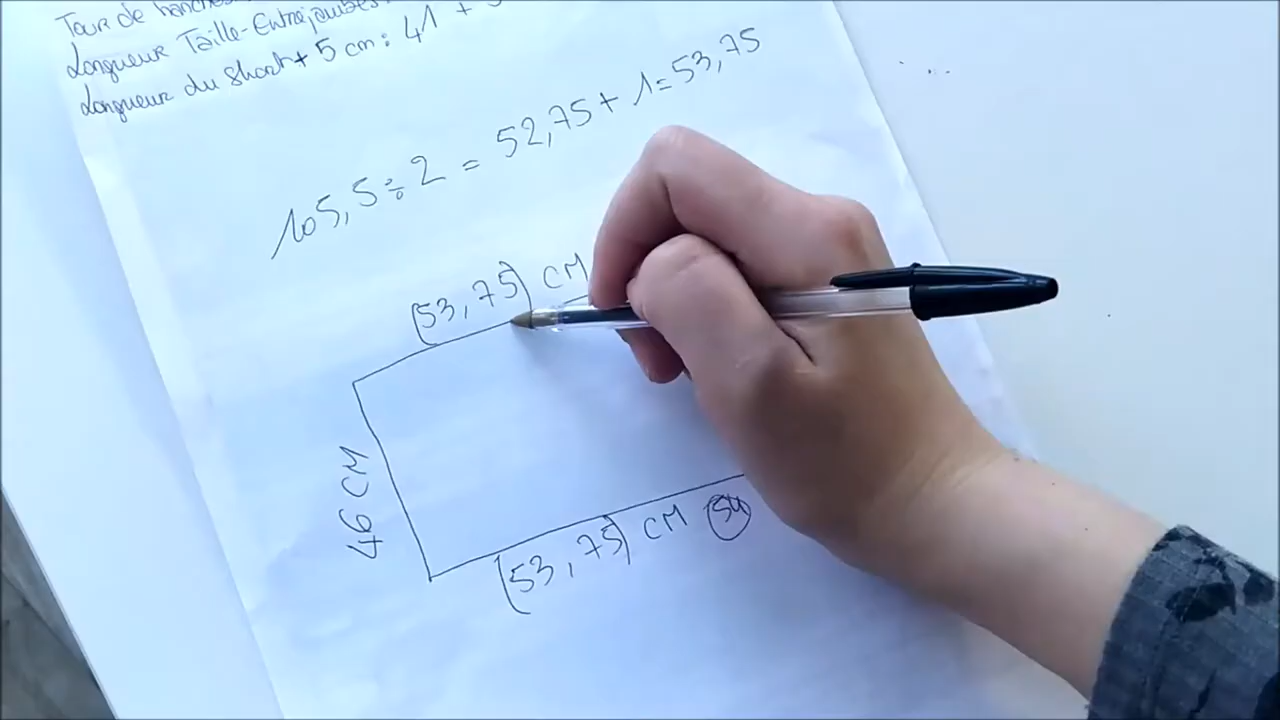 Tour de hanches
Longueur Taille-Entrejambes
Longueur du Short + 5 cm : 41 +
105,5 ÷ 2 = 52,75 + 1 = 53,75
(53,75) CM
46 CM
(53,75) CM 54